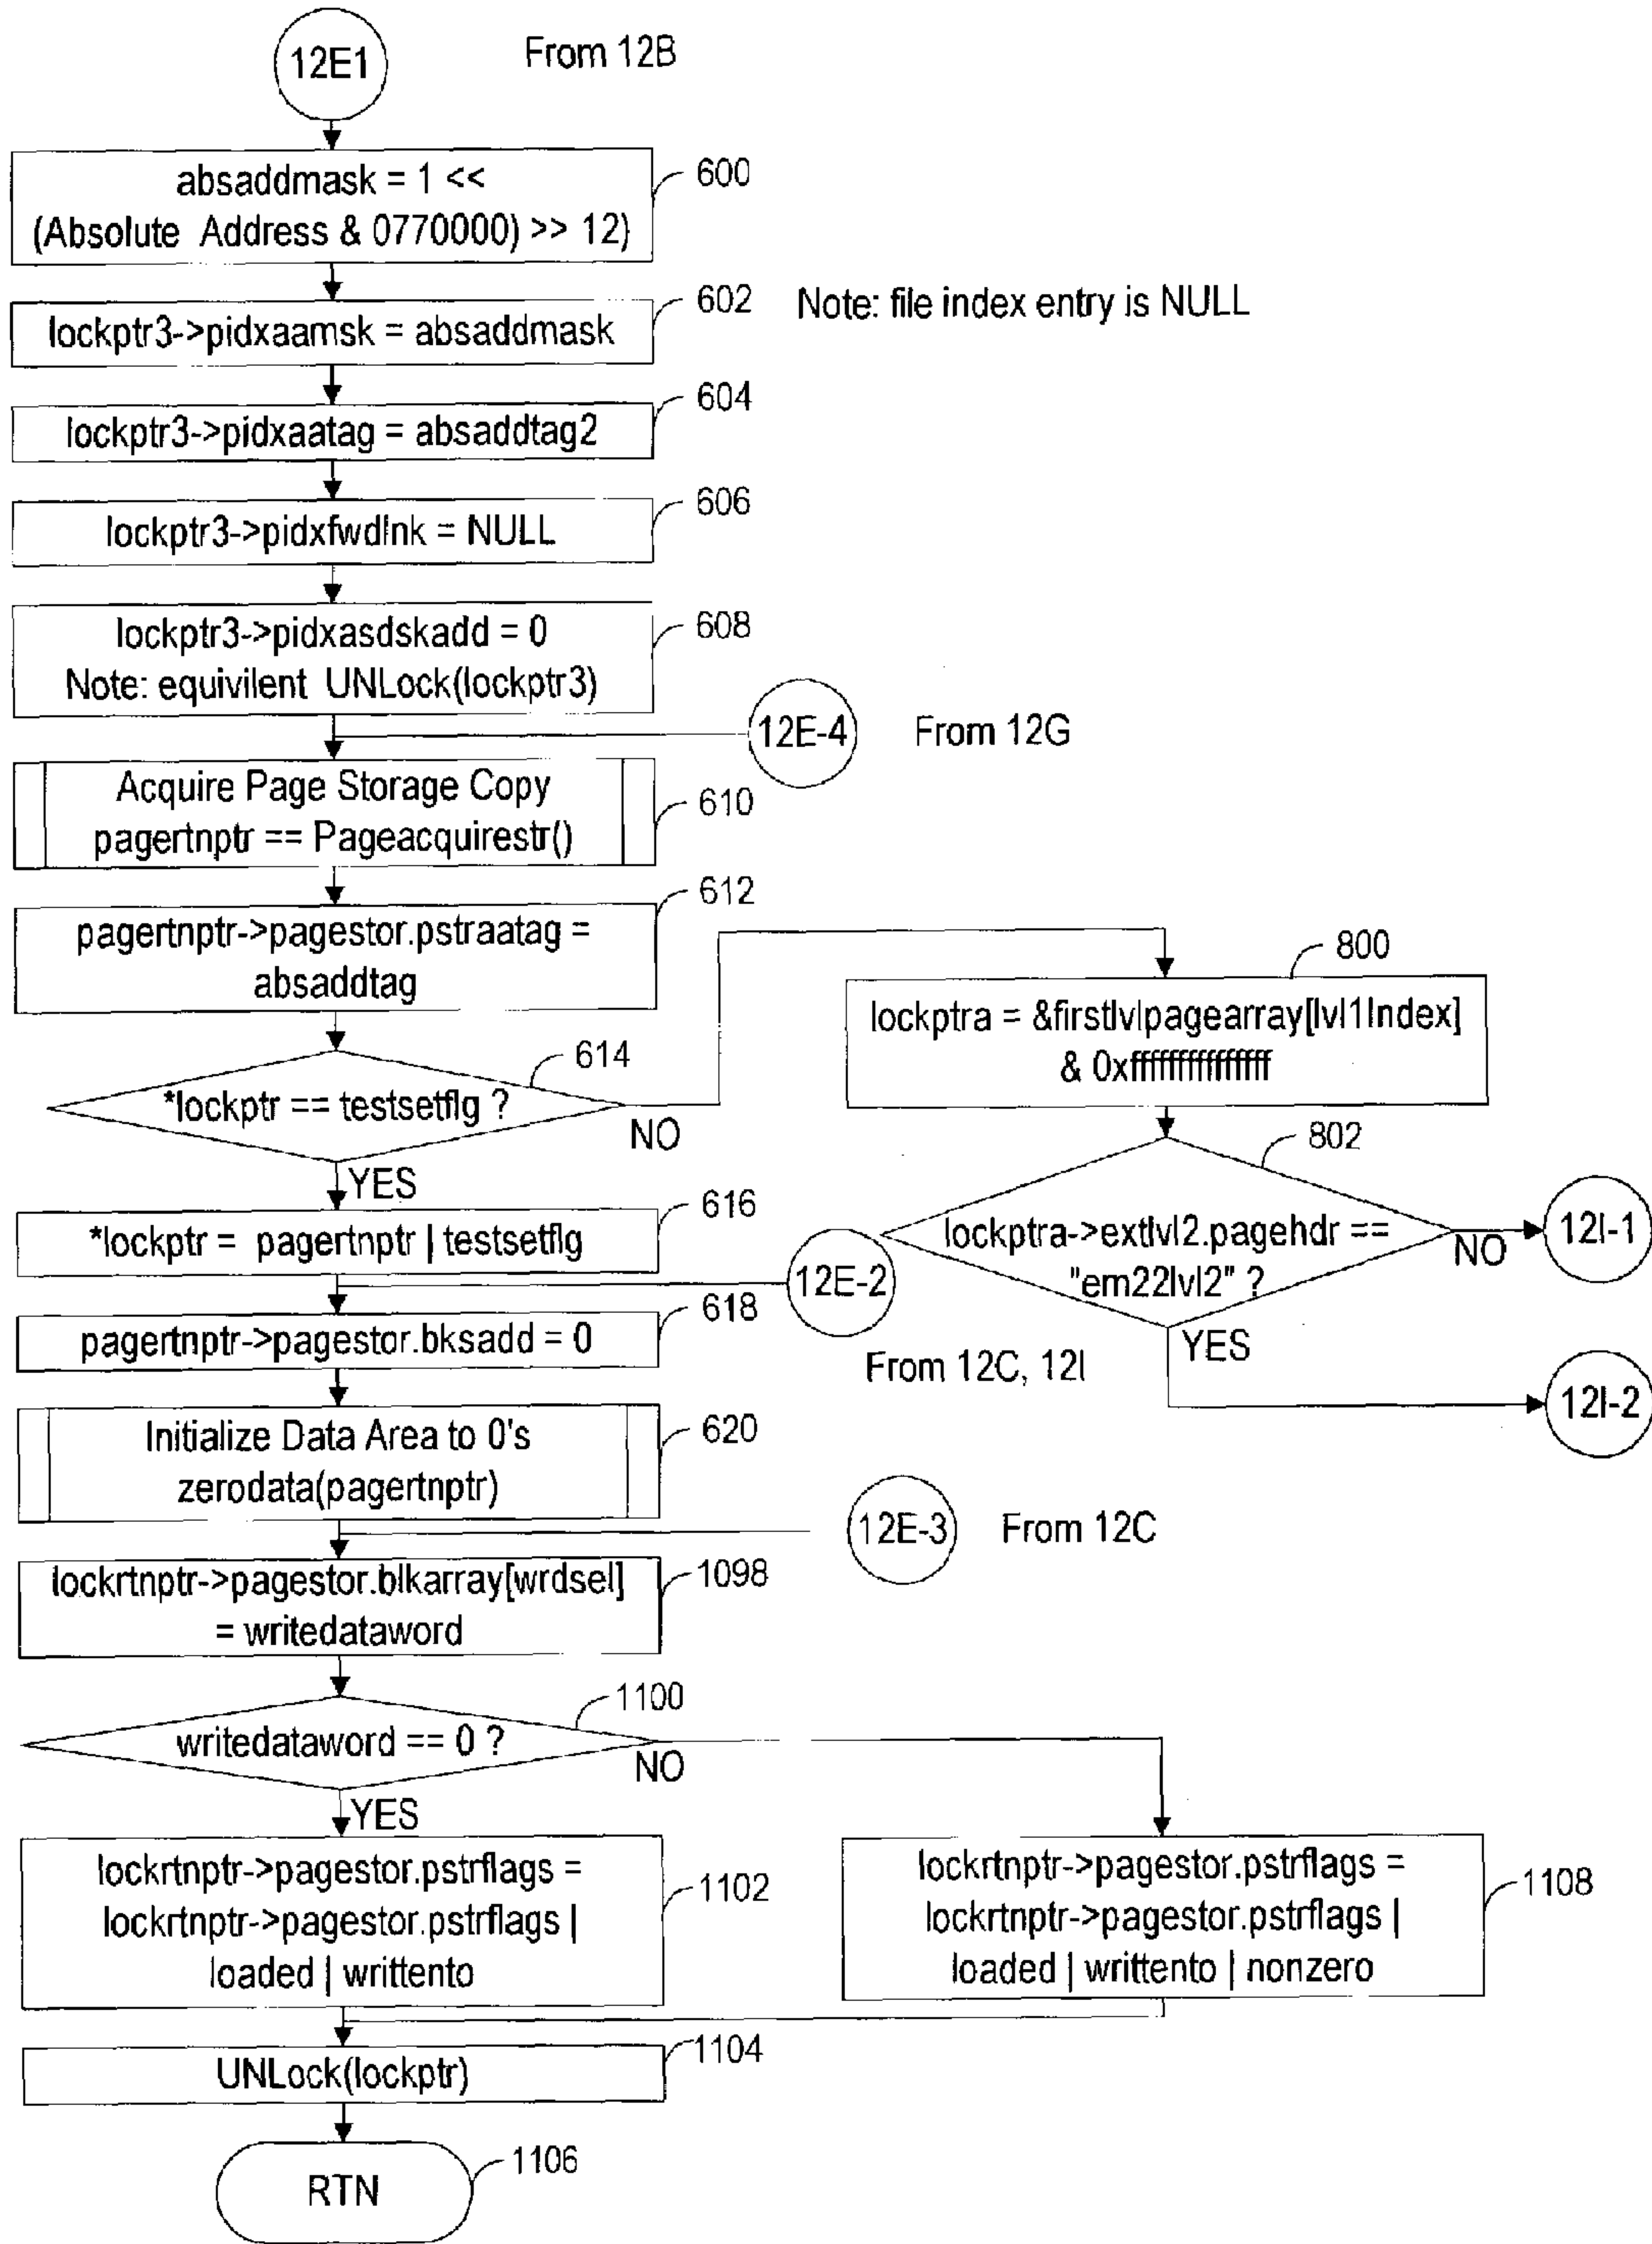 12E1
From 12B
absaddmask = 1 <<
(Absolute Address & 0770000) >> 12)
600
lockptr3->pidxaamsk = absaddmask
602
Note: file index entry is NULL
lockptr3->pidxaatag = absaddtag2
604
lockptr3->pidxfwdlnk = NULL
606
lockptr3->pidxasdskadd = 0
Note: equivilent UNLock(lockptr3)
608
12E-4
From 12G
Acquire Page Storage Copy
pagertnptr == Pageacquirestr()
610
pagertnptr->pagestor.pstraatag =
absaddtag
612
*lockptr == testsetflg ?
614
NO
YES
800
lockptra = &firstlvlpagearray[lvl1Index]
& 0xfffffffffffffff
802
lockptra->extlvl2.pagehdr ==
"em22lvl2" ?
NO
12I-1
YES
12I-2
*lockptr = pagertnptr | testsetflg
616
12E-2
From 12C, 12I
pagertnptr->pagestor.bksadd = 0
618
Initialize Data Area to 0's
zerodata(pagertnptr)
620
12E-3
From 12C
lockrtnptr->pagestor.blkarray[wrdsel]
= writedataword
1098
writedataword == 0 ?
1100
NO
YES
lockrtnptr->pagestor.pstrflags =
lockrtnptr->pagestor.pstrflags |
loaded | writtento
1102
lockrtnptr->pagestor.pstrflags =
lockrtnptr->pagestor.pstrflags |
loaded | writtento | nonzero
1108
UNLock(lockptr)
1104
RTN
1106